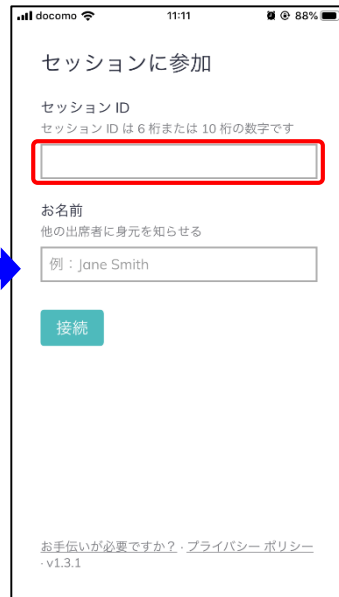 docomo 11:11 88%
セッションに参加
セッション ID
セッション ID は 6 桁または 10 桁の数字です
お名前
他の出席者に身元を知らせる
例：Jane Smith
接続
お手伝いが必要ですか？ · プライバシー ポリシー
· v1.3.1